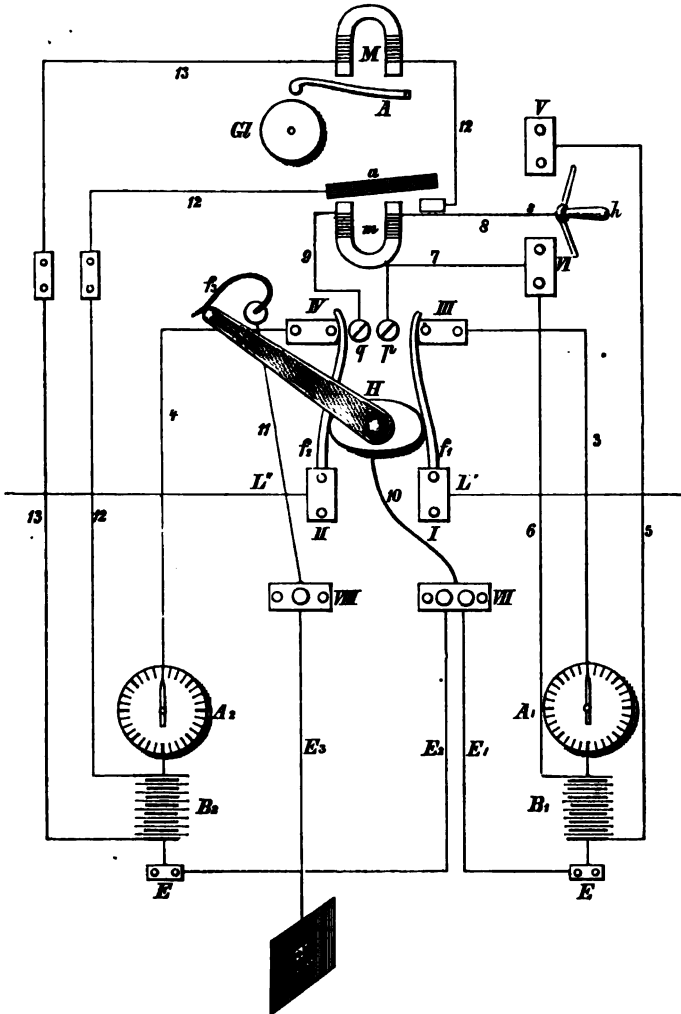 M
13
A
12
Gl
V
a
12
m
8
s
h
9
7
VI
f₃
IV
q
p
III
H
4
11
3
f₂
f₁
L"
10
L'
13
12
II
I
6
5
VIII
VII
A₂
A₁
E₃
E₂
E₁
B₂
B₁
E
E